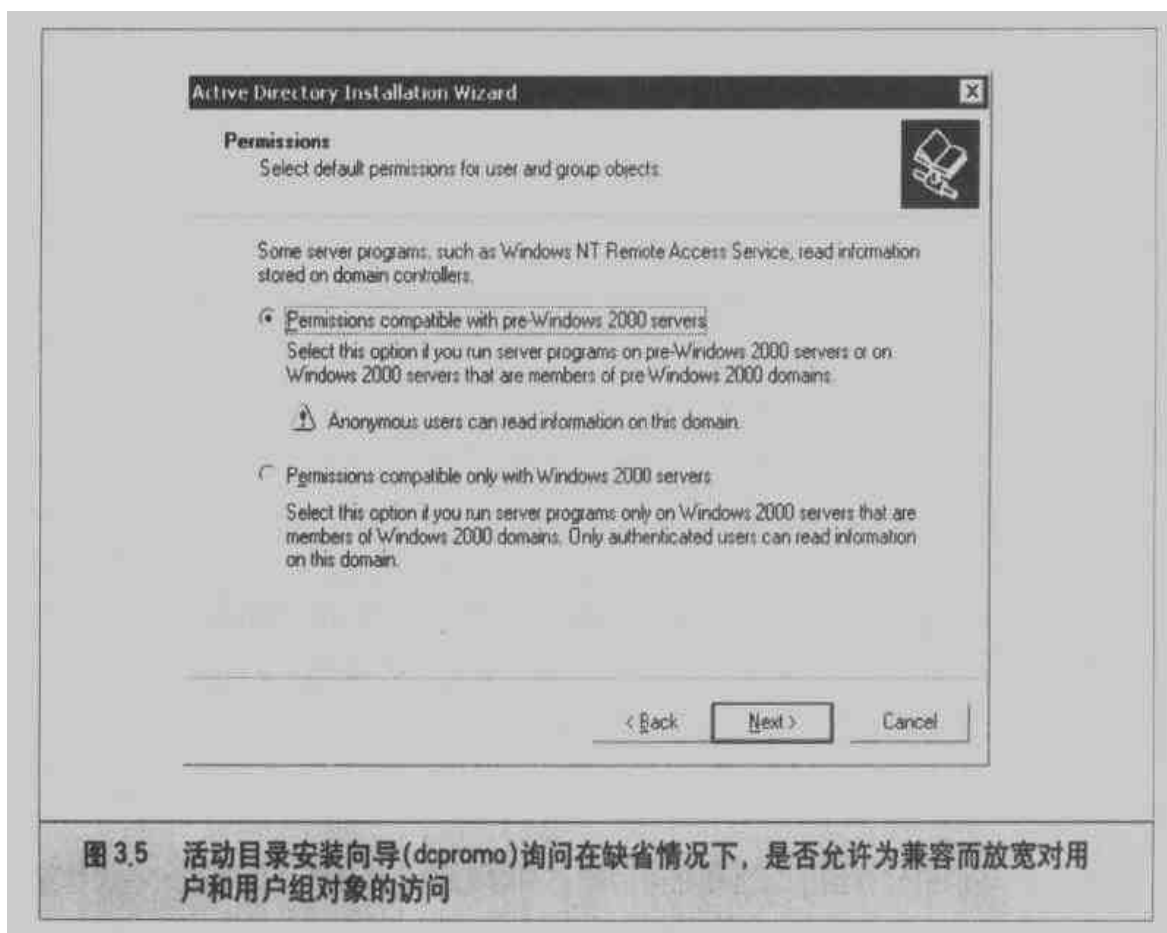 Active Directory Installation Wizard
Permissions
Select default permissions for user and group objects.
Some server programs, such as Windows NT Remote Access Service, read information
stored on domain controllers.
Permissions compatible with pre-Windows 2000 servers
Select this option if you run server programs on pre-Windows 2000 servers or on
Windows 2000 servers that are members of pre-Windows 2000 domains.
Anonymous users can read information on this domain.
Permissions compatible only with Windows 2000 servers
Select this option if you run server programs only on Windows 2000 servers that are
members of Windows 2000 domains. Only authenticated users can read information
on this domain.
< Back Next > Cancel
图 3.5 活动目录安装向导(dcpromo)询问在缺省情况下，是否允许为兼容而放宽对用
户和用户组对象的访问